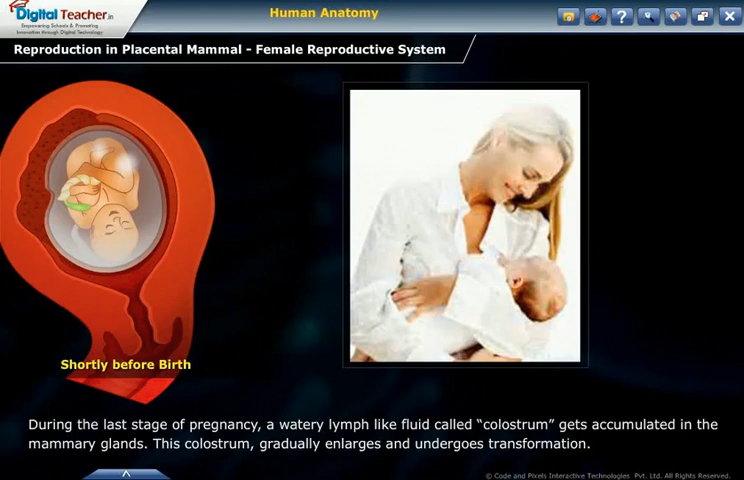 Digital Teacher.in
Empowering Schools & Promoting
Innovation through Digital Technology
Human Anatomy
?
Reproduction in Placental Mammal - Female Reproductive System
Shortly before Birth
During the last stage of pregnancy, a watery lymph like fluid called “colostrum” gets accumulated in the
mammary glands. This colostrum, gradually enlarges and undergoes transformation.
© Code and Pixels Interactive Technologies Pvt. Ltd. All Rights Reserved.